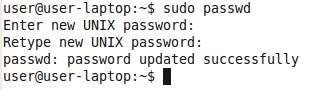 user@user-laptop:~$ sudo passwd
Enter new UNIX password:
Retype new UNIX password:
passwd: password updated successfully
user@user-laptop:~$